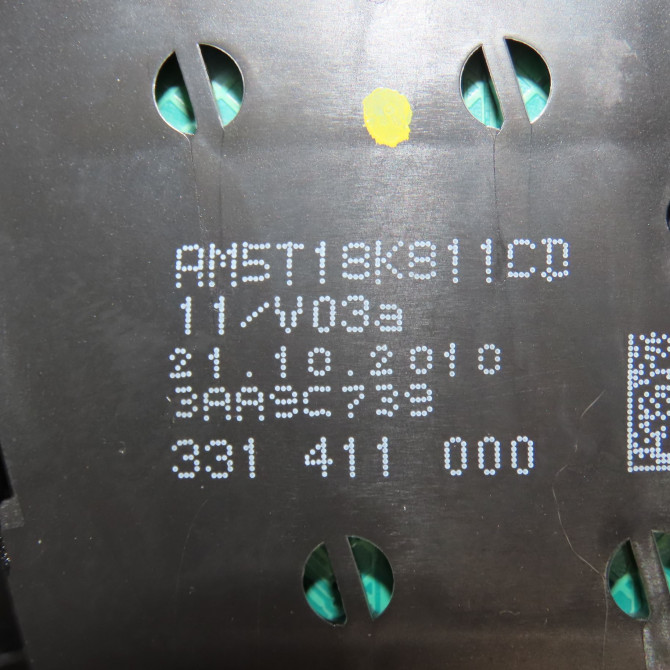 AM5T18K811CD
11/V03a
21.10.2010
3AA9C739
331 411 000